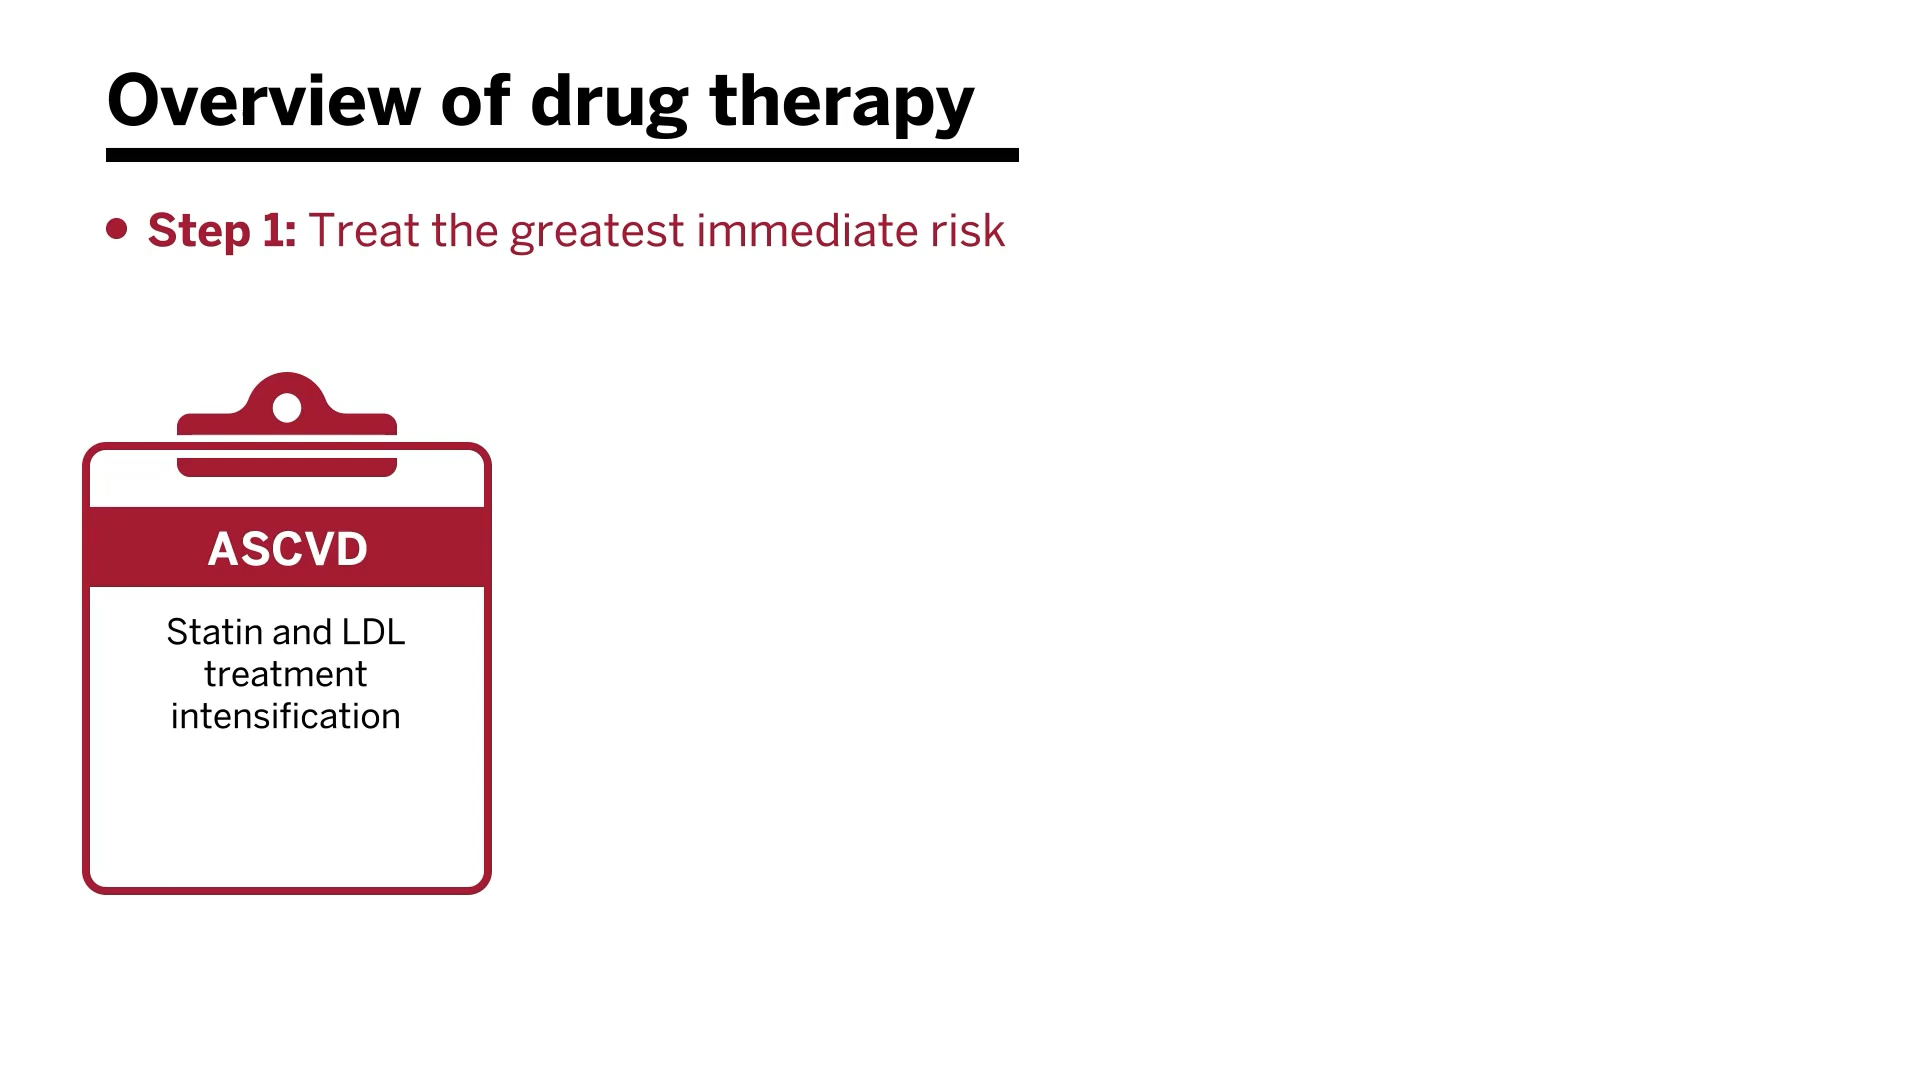 Overview of drug therapy
Step 1: Treat the greatest immediate risk
ASCVD
Statin and LDL
treatment
intensification